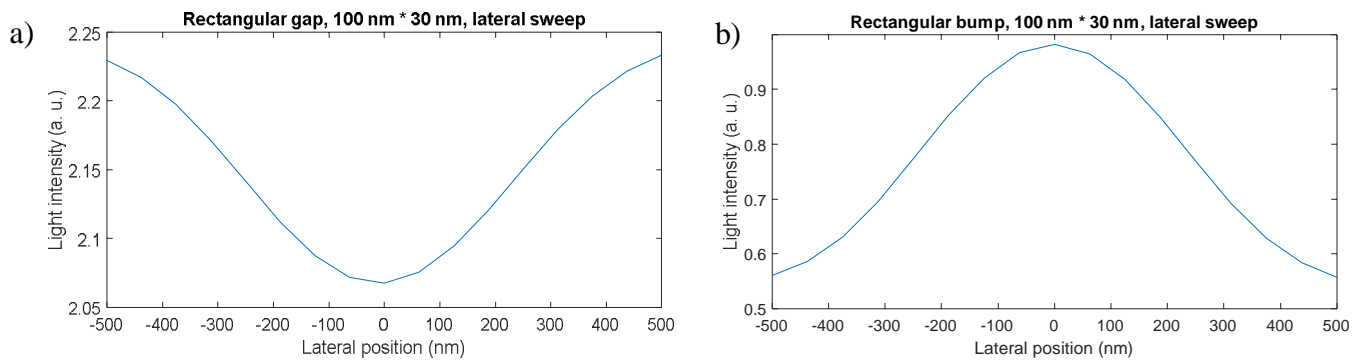 a)
Rectangular gap, 100 nm * 30 nm, lateral sweep
2.25
2.2
2.15
2.1
2.05
Light intensity (a. u.)
-500 -400 -300 -200 -100 0 100 200 300 400 500
Lateral position (nm)
b)
Rectangular bump, 100 nm * 30 nm, lateral sweep
1
0.9
0.8
0.7
0.6
0.5
Light intensity (a. u.)
-500 -400 -300 -200 -100 0 100 200 300 400 500
Lateral position (nm)